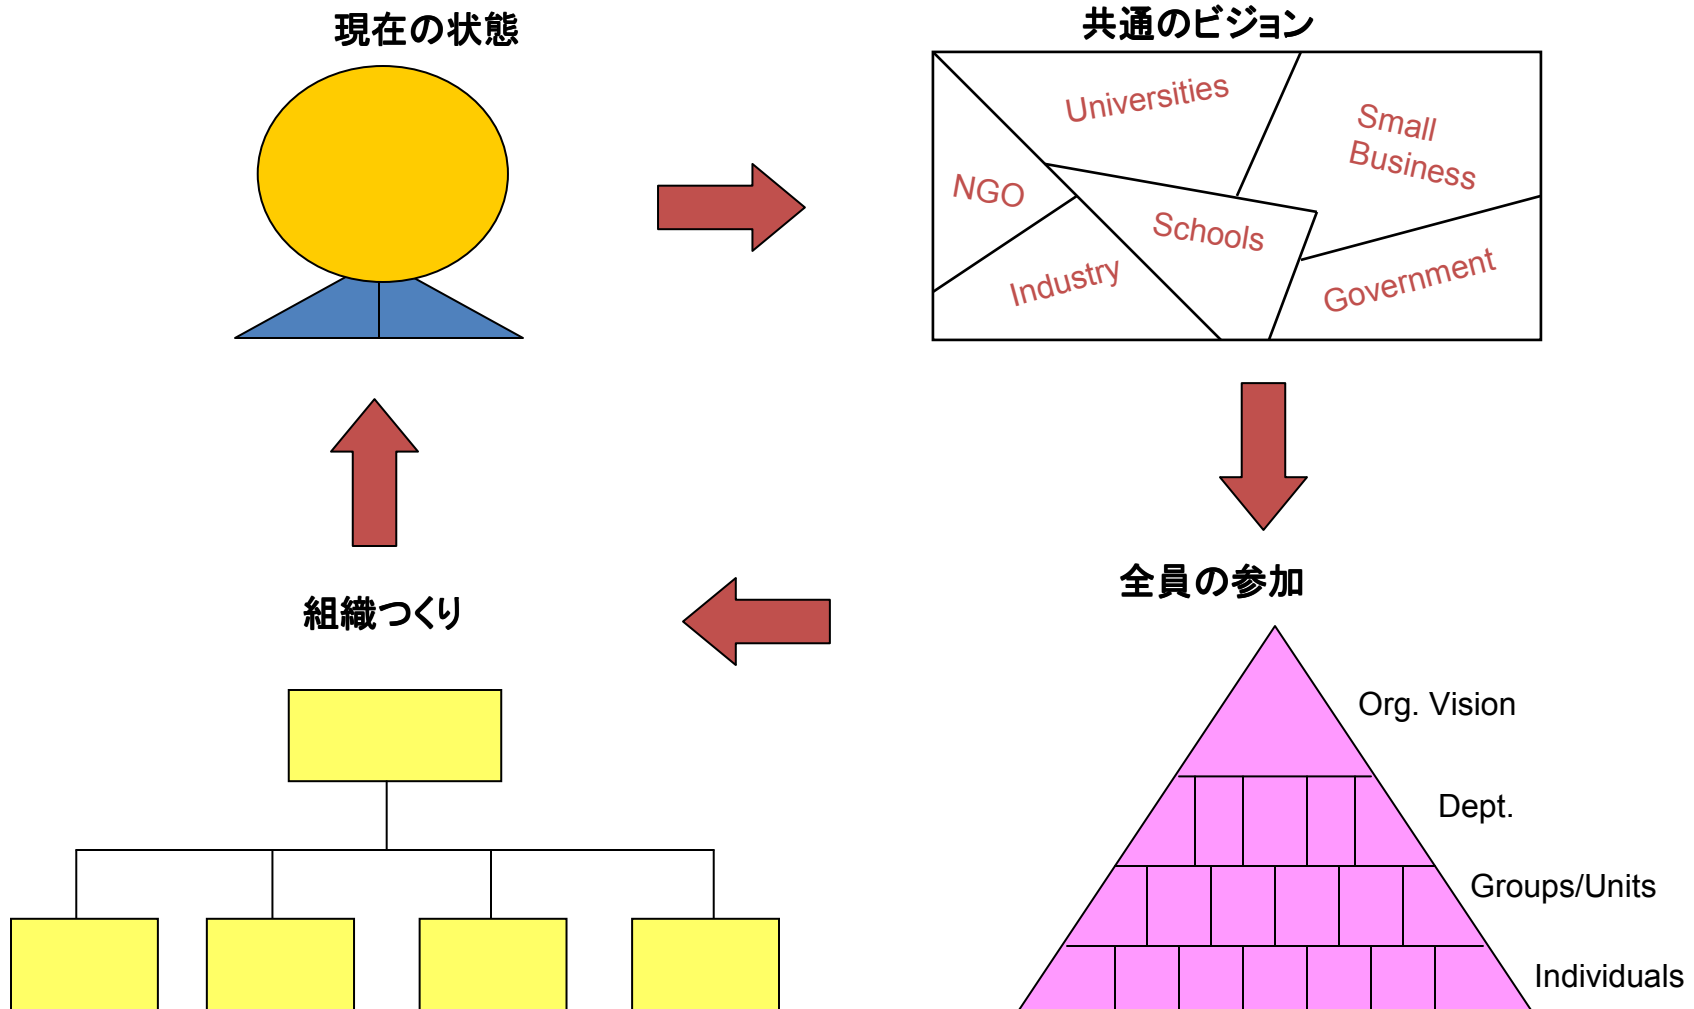 現在の状態
共通のビジョン
Universities
Small
Business
NGO
Schools
Industry
Government
全員の参加
組織つくり
Org. Vision
Dept.
Groups/Units
Individuals